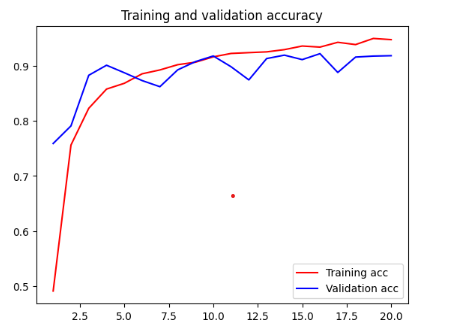 Training and validation accuracy
0.9
0.8
0.7
0.6
0.5
Training acc
Validation acc
2.5 5.0 7.5 10.0 12.5 15.0 17.5 20.0